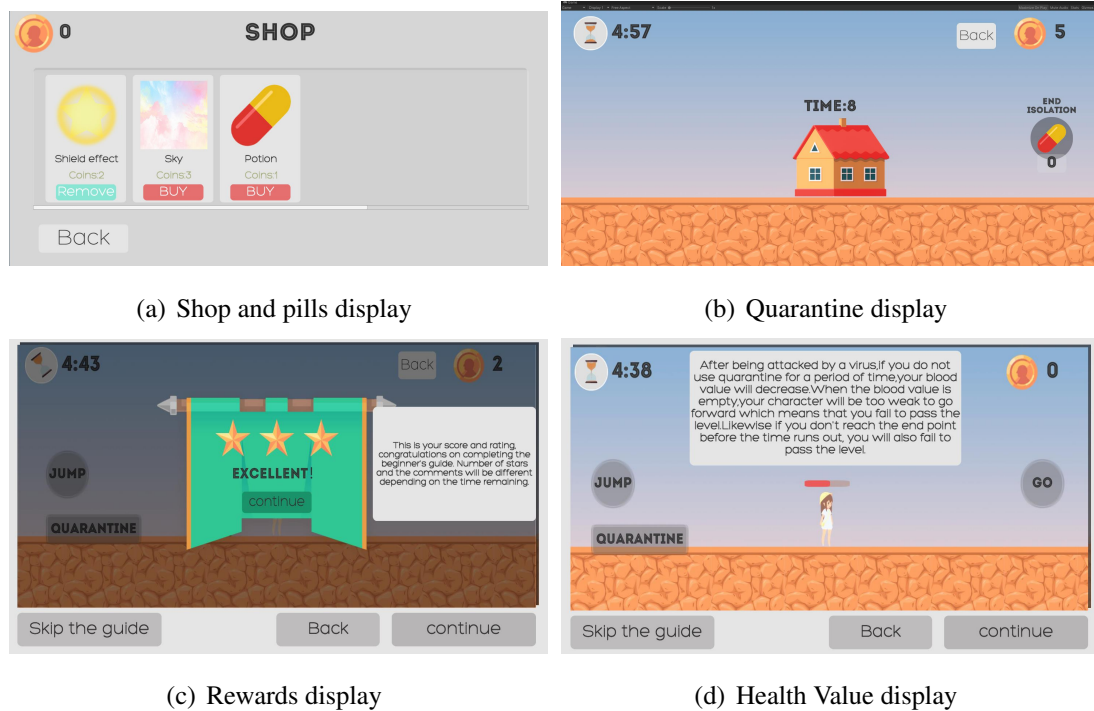 0
SHOP
Shield effect
Coins:2
Remove
Sky
Coins:3
BUY
Potion
Coins:1
BUY
Back
(a) Shop and pills display
4:57
Back
5
TIME:8
END
ISOLATION
0
(b) Quarantine display
4:43
Back
2
JUMP
QUARANTINE
EXCELLENT!
continue
This is your score and rating,
congratulations on completing the
beginner's guide. Number of stars
and the comments will be different
depending on the time remaining.
Skip the guide
Back
continue
(c) Rewards display
4:38
After being attacked by a virus,if you do not
use quarantine for a period of time,your blood
value will decrease.When the blood value is
empty,your character will be too weak to go
forward which means that you fail to pass the
level.Likewise if you don't reach the end point
before the time runs out, you will also fail to
pass the level.
0
JUMP
GO
QUARANTINE
Skip the guide
Back
continue
(d) Health Value display